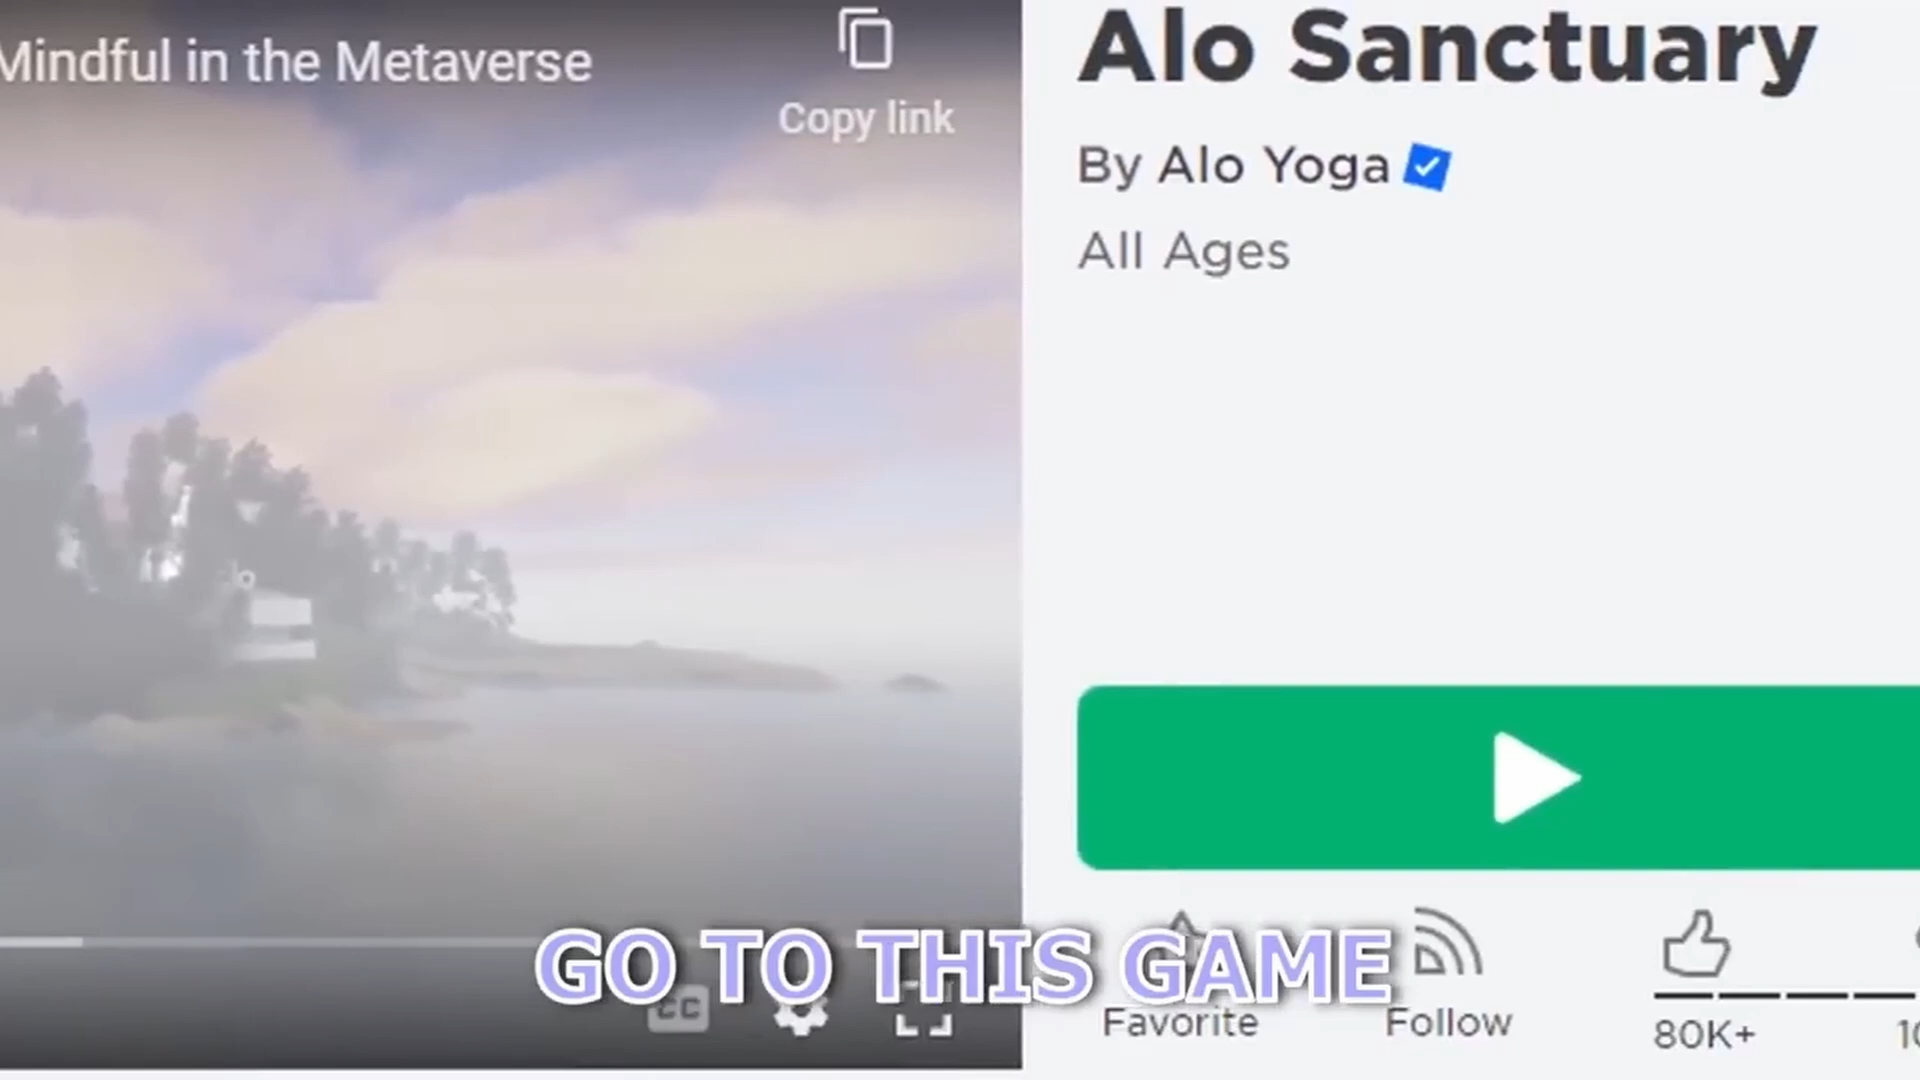 Mindful in the Metaverse
Copy link
Alo Sanctuary
By Alo Yoga
All Ages
GO TO THIS GAME
CC
Favorite
Follow
80K+